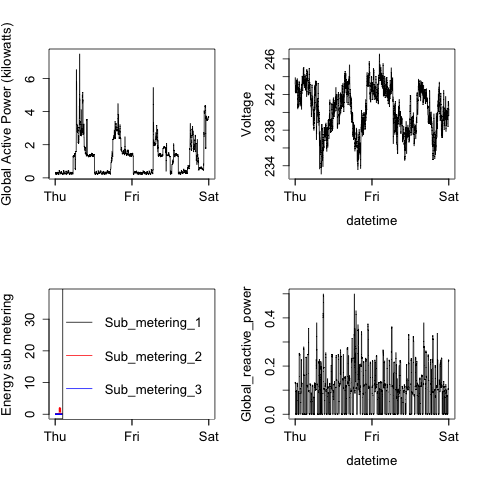 Global Active Power (kilowatts)
0 2 4 6
Thu Fri Sat
Voltage
234 238 242 246
Thu Fri Sat
datetime
Energy sub metering
0 10 20 30
Sub_metering_1
Sub_metering_2
Sub_metering_3
Thu Fri Sat
Global_reactive_power
0.0 0.2 0.4
Thu Fri Sat
datetime